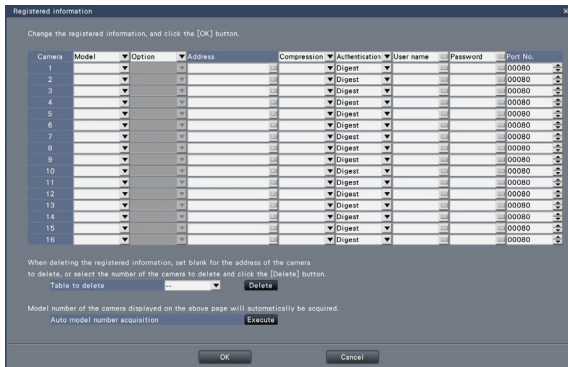 Registered information ×
Change the registered information, and click the [OK] button.
Camera Model Option Address Compression Authentication User name Password Port No.
1 Digest 00080
2 Digest 00080
3 Digest 00080
4 Digest 00080
5 Digest 00080
6 Digest 00080
7 Digest 00080
8 Digest 00080
9 Digest 00080
10 Digest 00080
11 Digest 00080
12 Digest 00080
13 Digest 00080
14 Digest 00080
15 Digest 00080
16 Digest 00080
When deleting the registered information, set blank for the address of the camera
to delete, or select the number of the camera to delete and click the [Delete] button.
Table to delete -- Delete
Model number of the camera displayed on the above page will automatically be acquired.
Auto model number acquisition Execute
OK Cancel